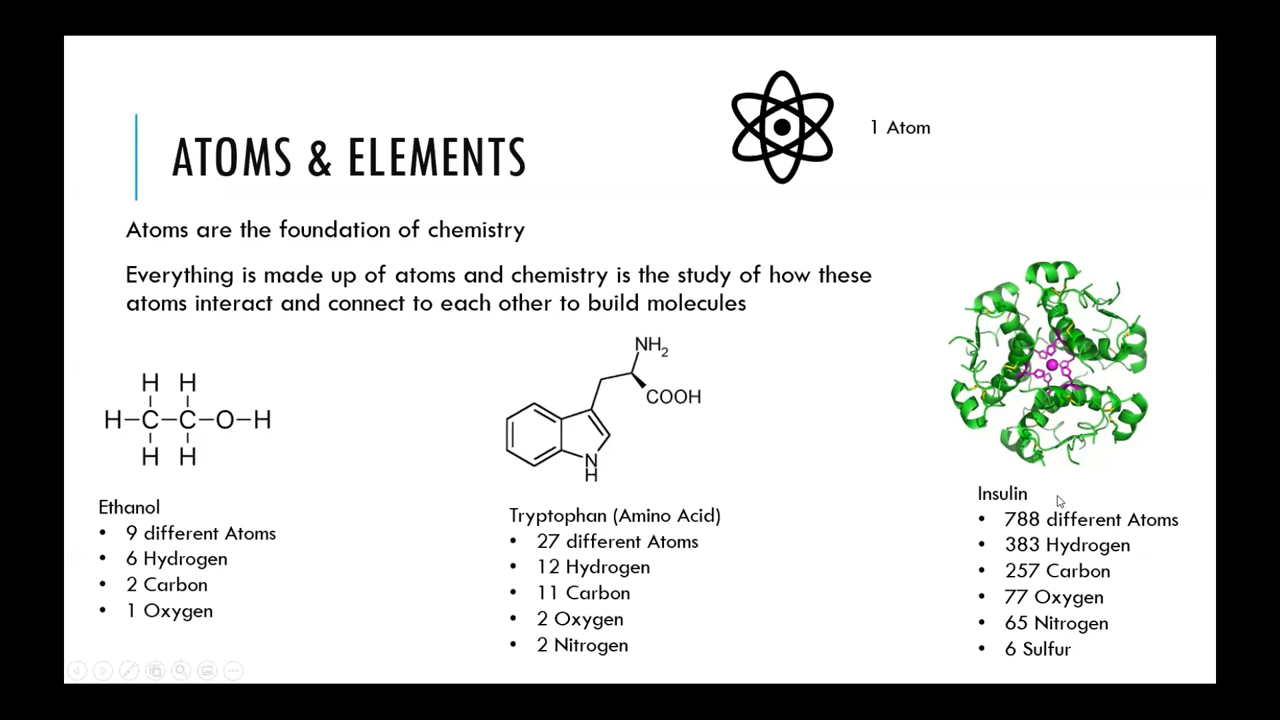 1 Atom
ATOMS & ELEMENTS
Atoms are the foundation of chemistry
Everything is made up of atoms and chemistry is the study of how these
atoms interact and connect to each other to build molecules
H H
H–C–C–O–H
H H
NH₂
COOH
N
H
Ethanol
• 9 different Atoms
• 6 Hydrogen
• 2 Carbon
• 1 Oxygen
Tryptophan (Amino Acid)
• 27 different Atoms
• 12 Hydrogen
• 11 Carbon
• 2 Oxygen
• 2 Nitrogen
Insulin
• 788 different Atoms
• 383 Hydrogen
• 257 Carbon
• 77 Oxygen
• 65 Nitrogen
• 6 Sulfur